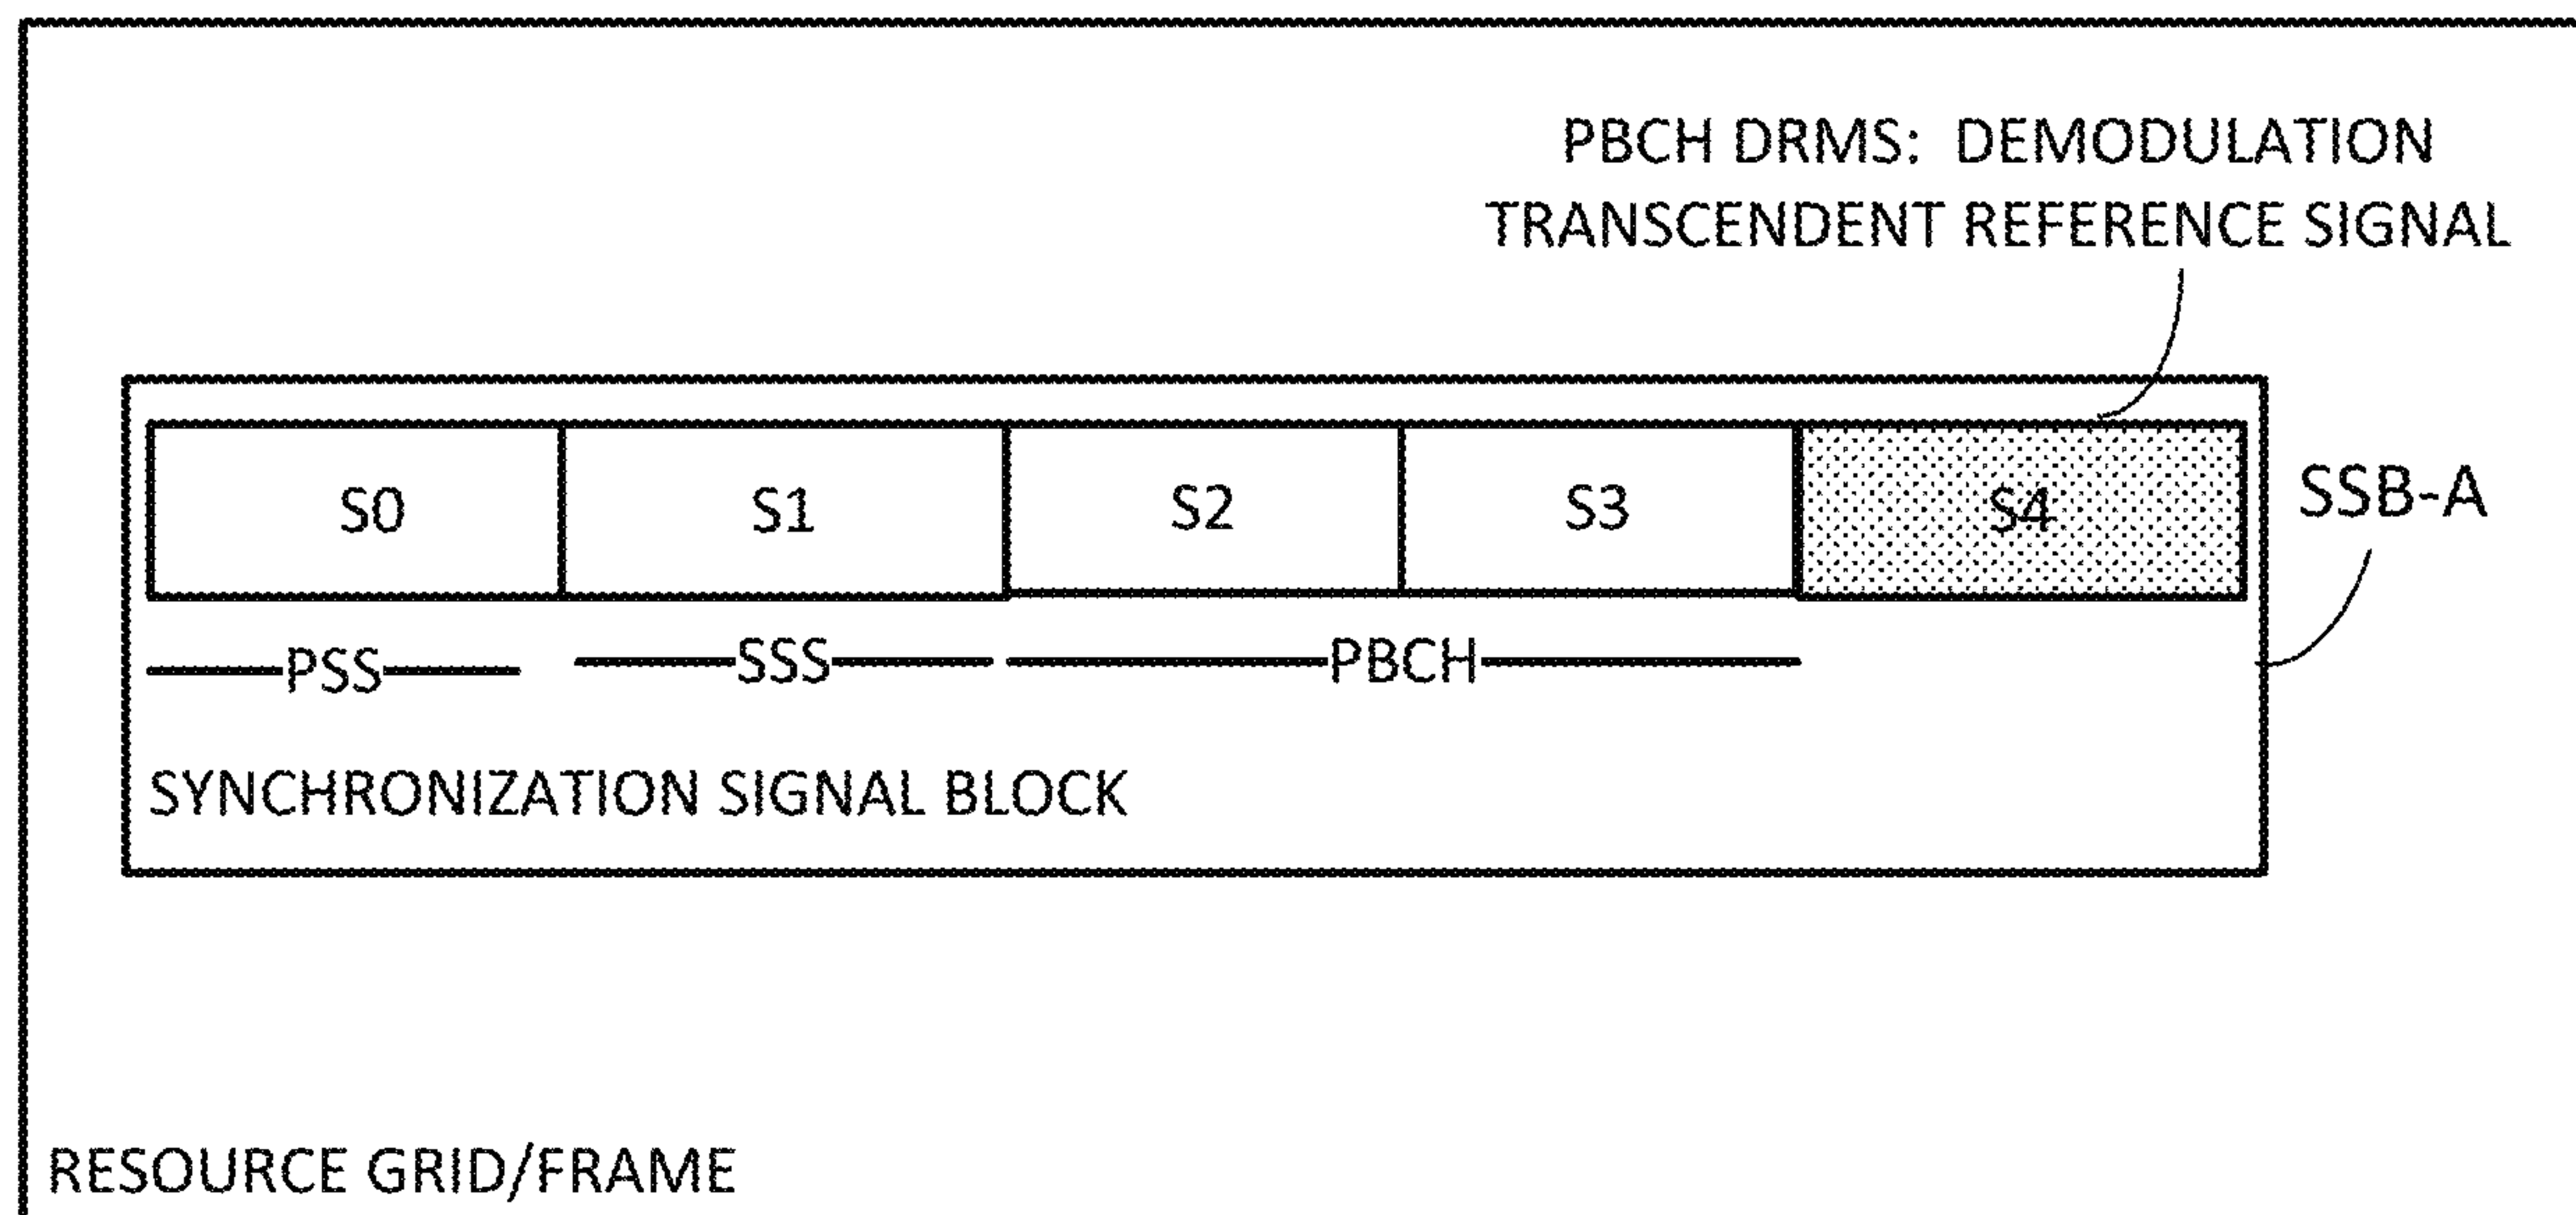 PBCH DRMS: DEMODULATION
TRANSCENDENT REFERENCE SIGNAL
S0 S1 S2 S3 S4
SSB-A
PSS SSS PBCH
SYNCHRONIZATION SIGNAL BLOCK
RESOURCE GRID/FRAME